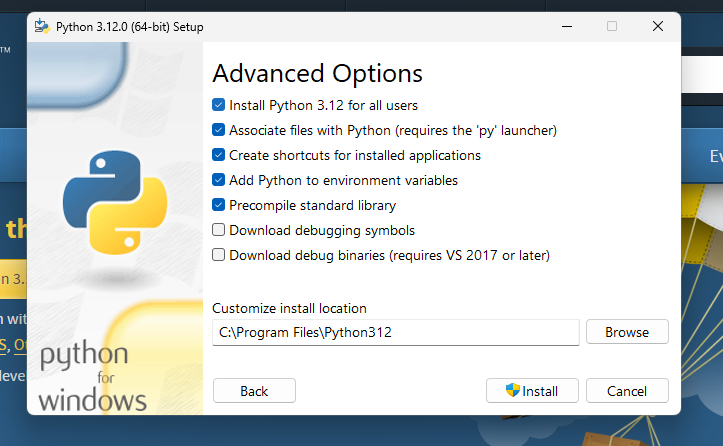 Python 3.12.0 (64-bit) Setup
TM
Advanced Options
Install Python 3.12 for all users
Associate files with Python (requires the 'py' launcher)
Create shortcuts for installed applications
Add Python to environment variables
Precompile standard library
Download debugging symbols
Download debug binaries (requires VS 2017 or later)
Customize install location
C:\Program Files\Python312
Browse
Back
Install
Cancel
python
for
windows